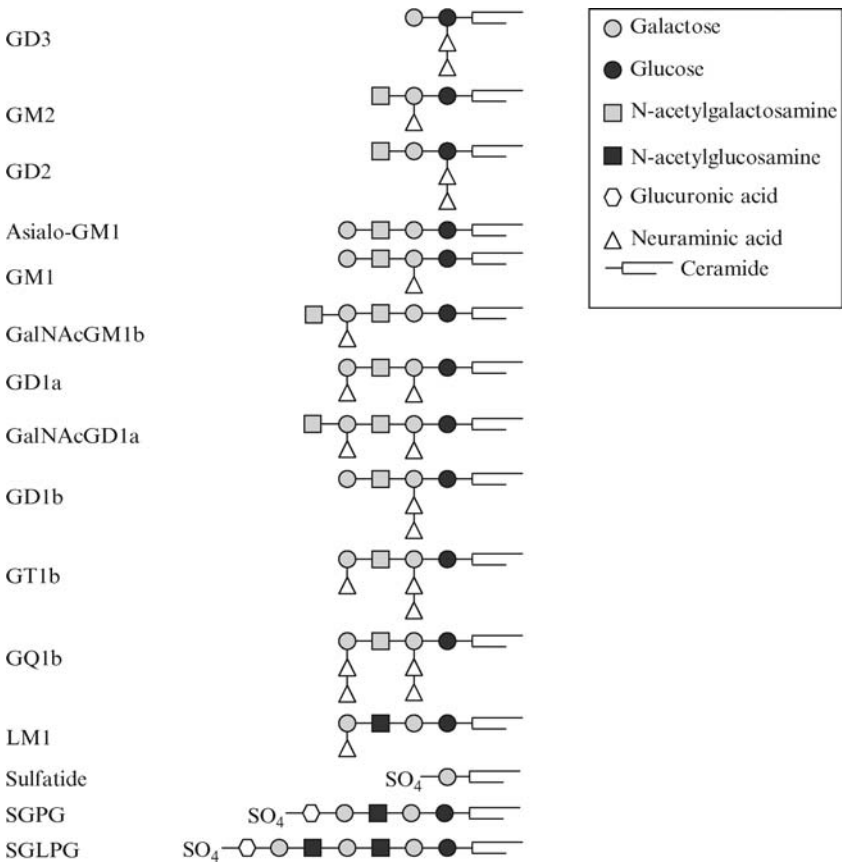 GD3
GM2
GD2
Asialo-GM1
GM1
GalNAcGM1b
GD1a
GalNAcGD1a
GD1b
GT1b
GQ1b
LM1
Sulfatide SO4
SGPG SO4
SGLPG SO4
Galactose
Glucose
N-acetylgalactosamine
N-acetylglucosamine
Glucuronic acid
Neuraminic acid
Ceramide